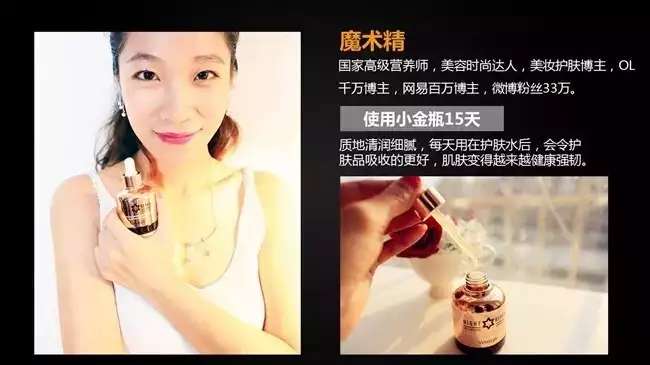 魔术精
国家高级营养师，美容时尚达人，美妆护肤博主，OL
千万博主，网易百万博主，微博粉丝33万。
使用小金瓶15天
质地清润细腻，每天用在护肤水后，会令护
肤品吸收的更好，肌肤变得越来越健康强韧。
NIGHT